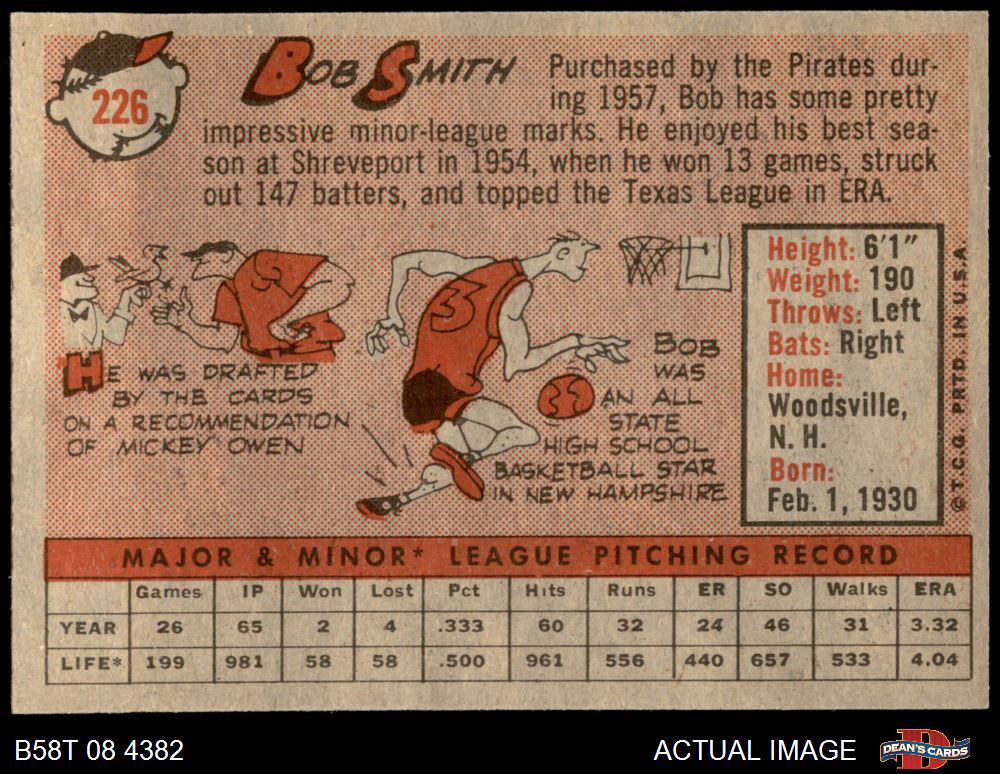 226
BOB SMITH
Purchased by the Pirates dur-
ing 1957, Bob has some pretty
impressive minor-league marks. He enjoyed his best sea-
son at Shreveport in 1954, when he won 13 games, struck
out 147 batters, and topped the Texas League in ERA.
HE WAS DRAFTED
BY THE CARDS
ON A RECOMMENDATION
OF MICKEY OWEN
3
BOB
WAS
AN ALL
STATE
HIGH SCHOOL
BASKETBALL STAR
IN NEW HAMPSHIRE
Height: 6'1"
Weight: 190
Throws: Left
Bats: Right
Home:
Woodsville,
N. H.
Born:
Feb. 1, 1930
© T. C. G. PRTD. IN U.S.A.
MAJOR & MINOR* LEAGUE PITCHING RECORD
Games IP Won Lost Pct Hits Runs ER SO Walks ERA
YEAR 26 65 2 4 .333 60 32 24 46 31 3.32
LIFE* 199 981 58 58 .500 961 556 440 657 533 4.04
B58T 08 4382
ACTUAL IMAGE
B
DEAN'S CARDS